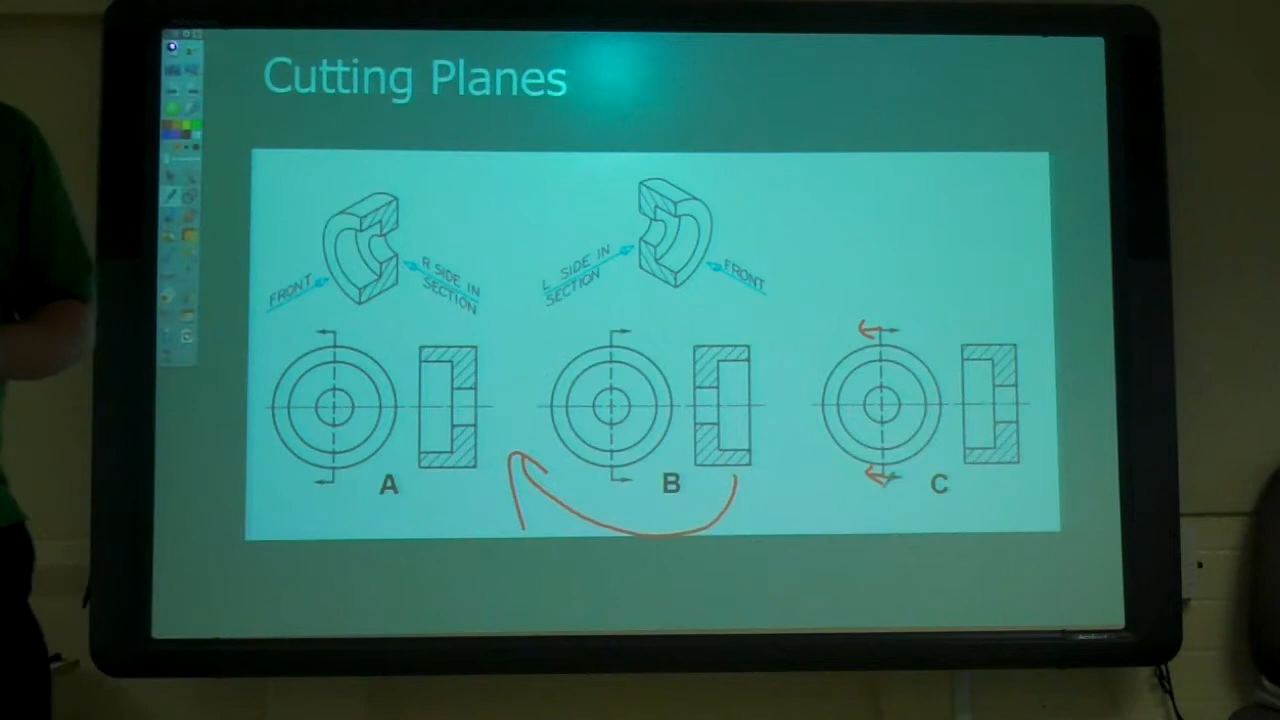 Cutting Planes
FRONT
R SIDE IN
SECTION
L SIDE IN
SECTION
FRONT
A
B
C